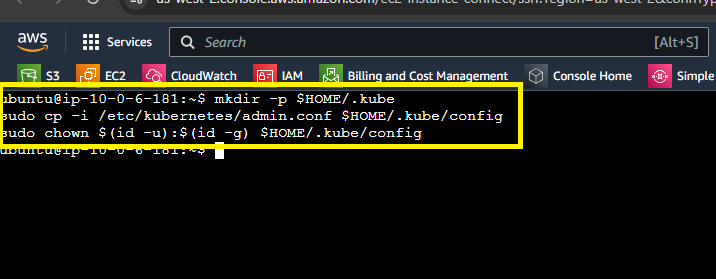 us-west-2.console.aws.amazon.com/ec2-instance-connect/ssh?region=us-west-2&connType
aws
Services
Search
[Alt+S]
S3
EC2
CloudWatch
IAM
Billing and Cost Management
Console Home
Simple
ubuntu@ip-10-0-6-181:~$ mkdir -p $HOME/.kube
sudo cp -i /etc/kubernetes/admin.conf $HOME/.kube/config
sudo chown $(id -u):$(id -g) $HOME/.kube/config
ubuntu@ip-10-0-6-181:~$